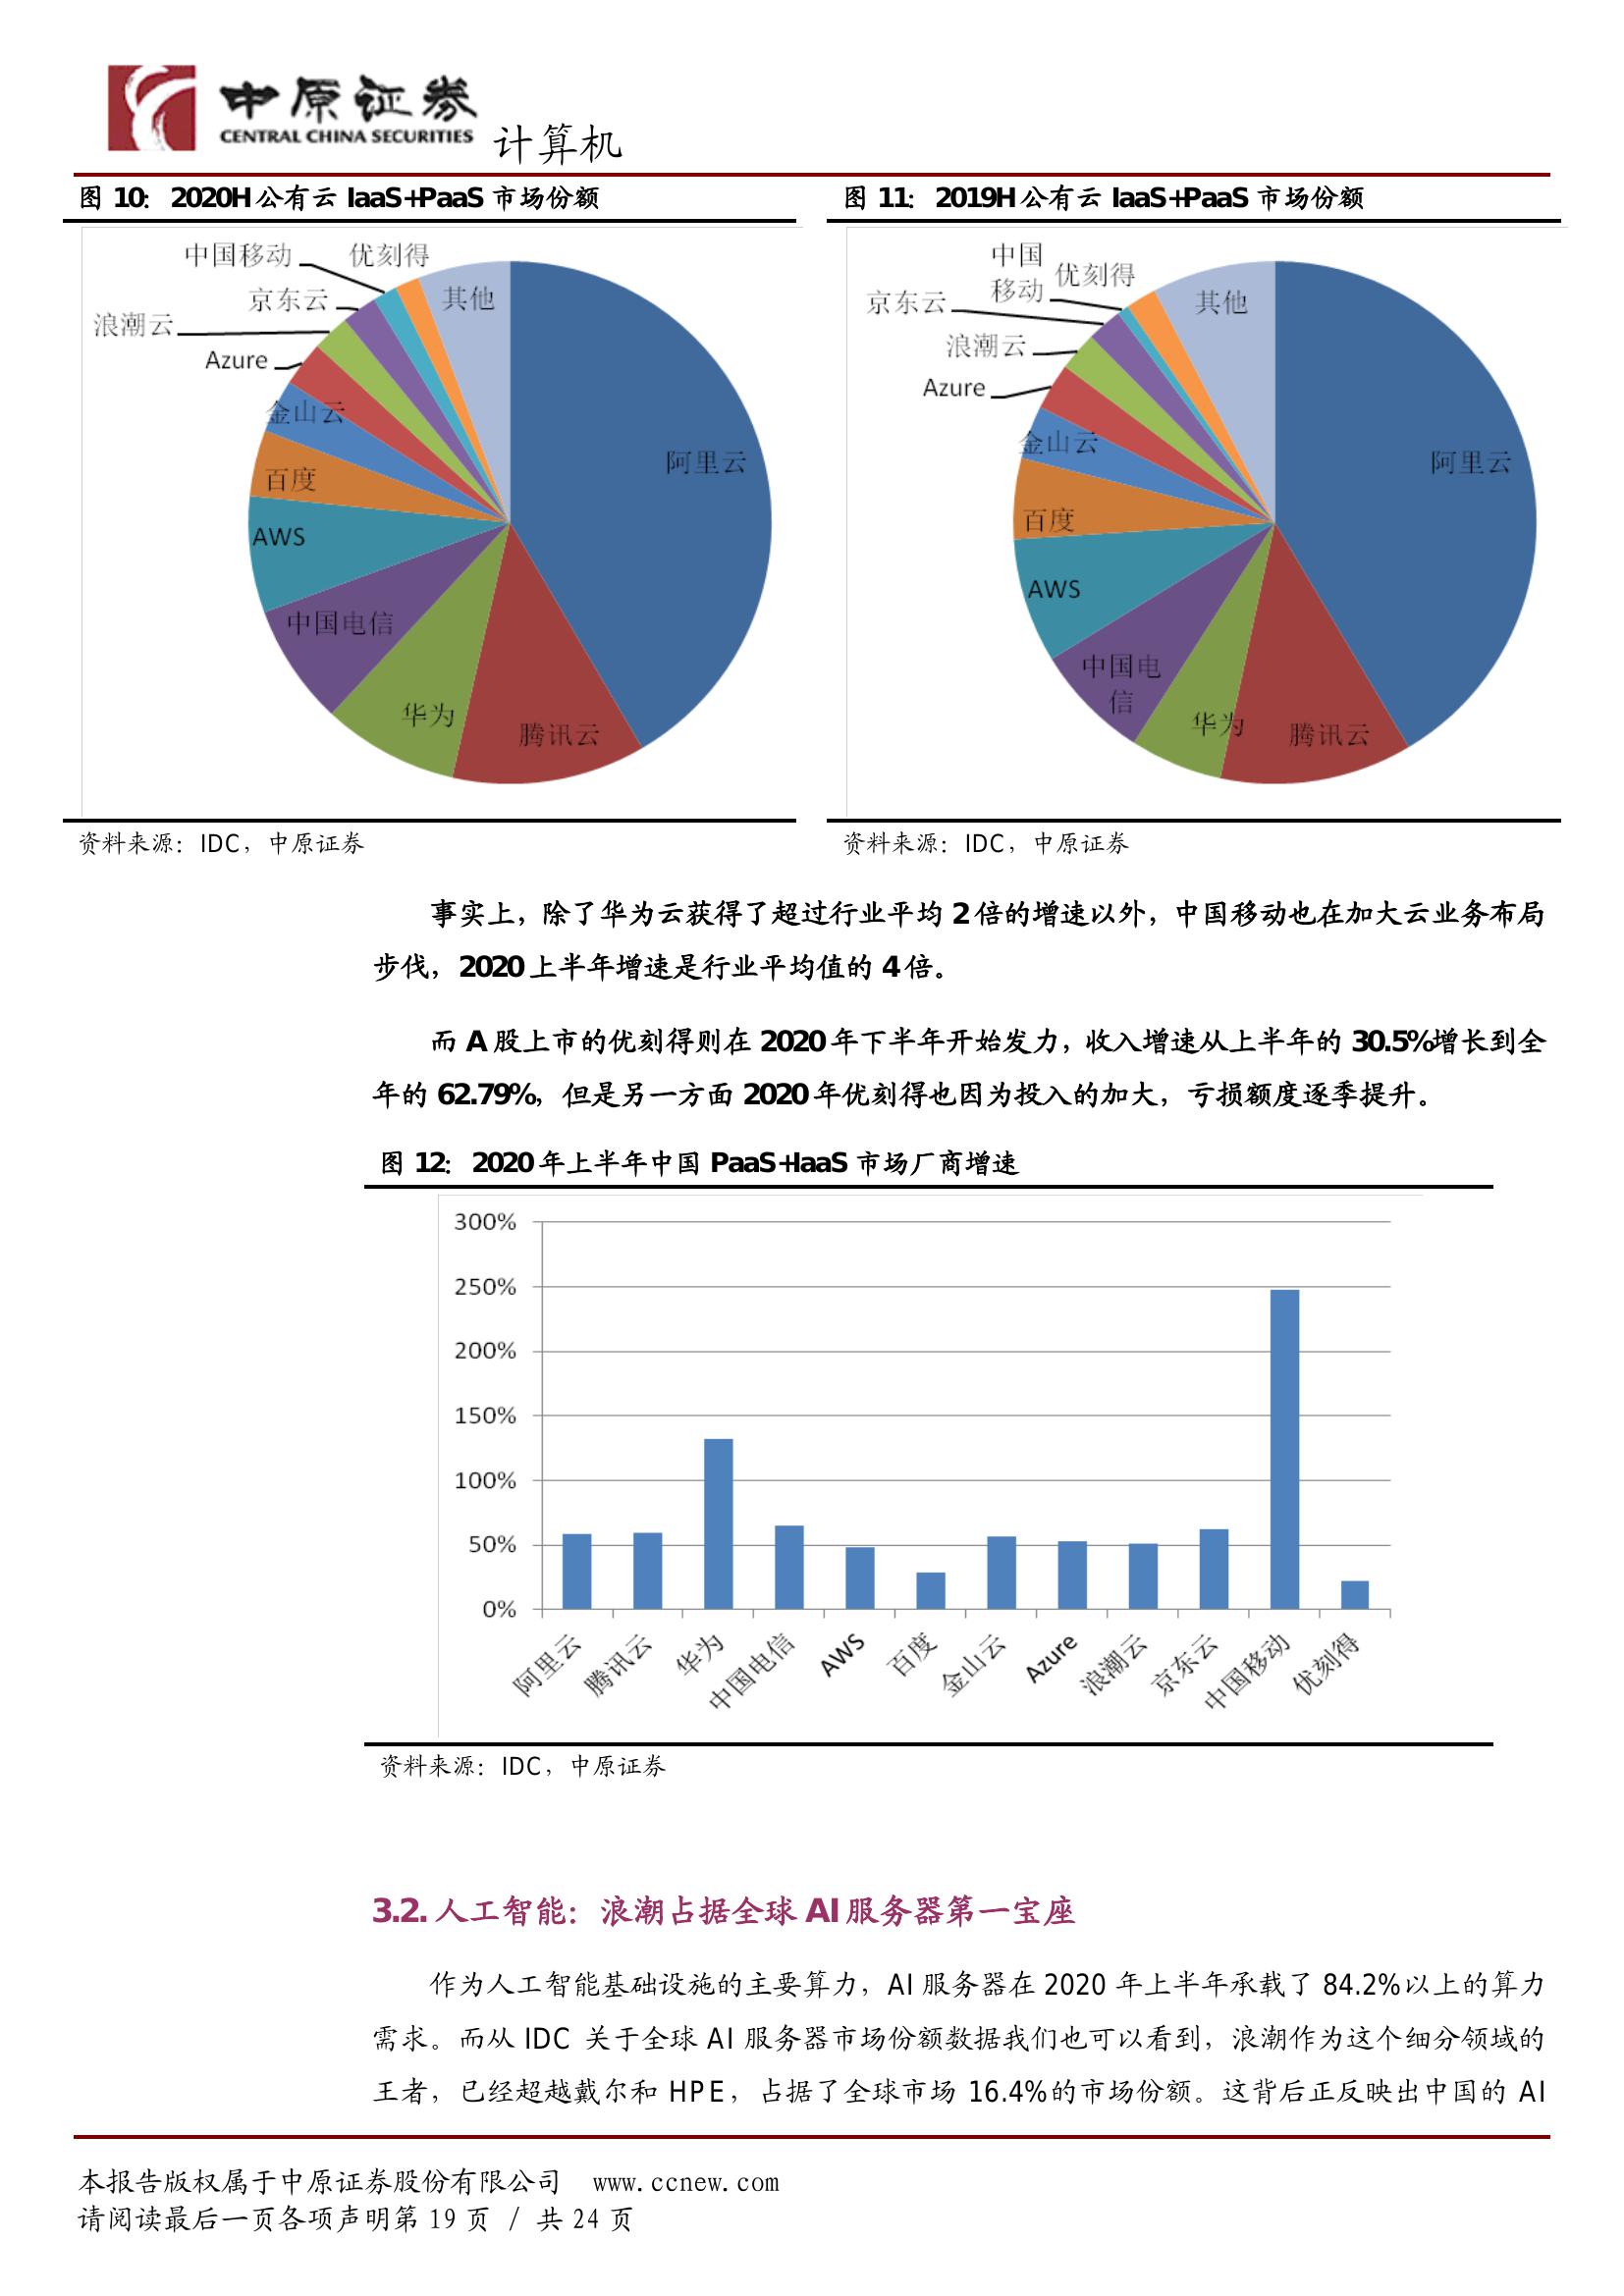 中原证券
CENTRAL CHINA SECURITIES
计算机
图 10： 2020H 公有云 IaaS+PaaS 市场份额
中国移动
优刻得
京东云
其他
浪潮云
Azure
金山云
阿里云
百度
AWS
中国电信
华为
腾讯云
资料来源：IDC，中原证券
图 11： 2019H 公有云 IaaS+PaaS 市场份额
中国
移动
优刻得
京东云
其他
浪潮云
Azure
金山云
阿里云
百度
AWS
中国电
信
华为
腾讯云
资料来源：IDC，中原证券
事实上，除了华为云获得了超过行业平均 2 倍的增速以外，中国移动也在加大云业务布局
步伐，2020 上半年增速是行业平均值的 4 倍。
而 A 股上市的优刻得则在 2020 年下半年开始发力，收入增速从上半年的 30.5%增长到全
年的 62.79%，但是另一方面 2020 年优刻得也因为投入的加大，亏损额度逐季提升。
图 12： 2020 年上半年中国 PaaS+IaaS 市场厂商增速
300%
250%
200%
150%
100%
50%
0%
阿里云
腾讯云
华为
中国电信
AWS
百度
金山云
Azure
浪潮云
京东云
中国移动
优刻得
资料来源：IDC，中原证券
3.2. 人工智能：浪潮占据全球 AI 服务器第一宝座
作为人工智能基础设施的主要算力，AI 服务器在 2020 年上半年承载了 84.2%以上的算力
需求。而从 IDC 关于全球 AI 服务器市场份额数据我们也可以看到，浪潮作为这个细分领域的
王者，已经超越戴尔和 HPE，占据了全球市场 16.4%的市场份额。这背后正反映出中国的 AI
本报告版权属于中原证券股份有限公司 www.ccnew.com
请阅读最后一页各项声明第 19 页 / 共 24 页